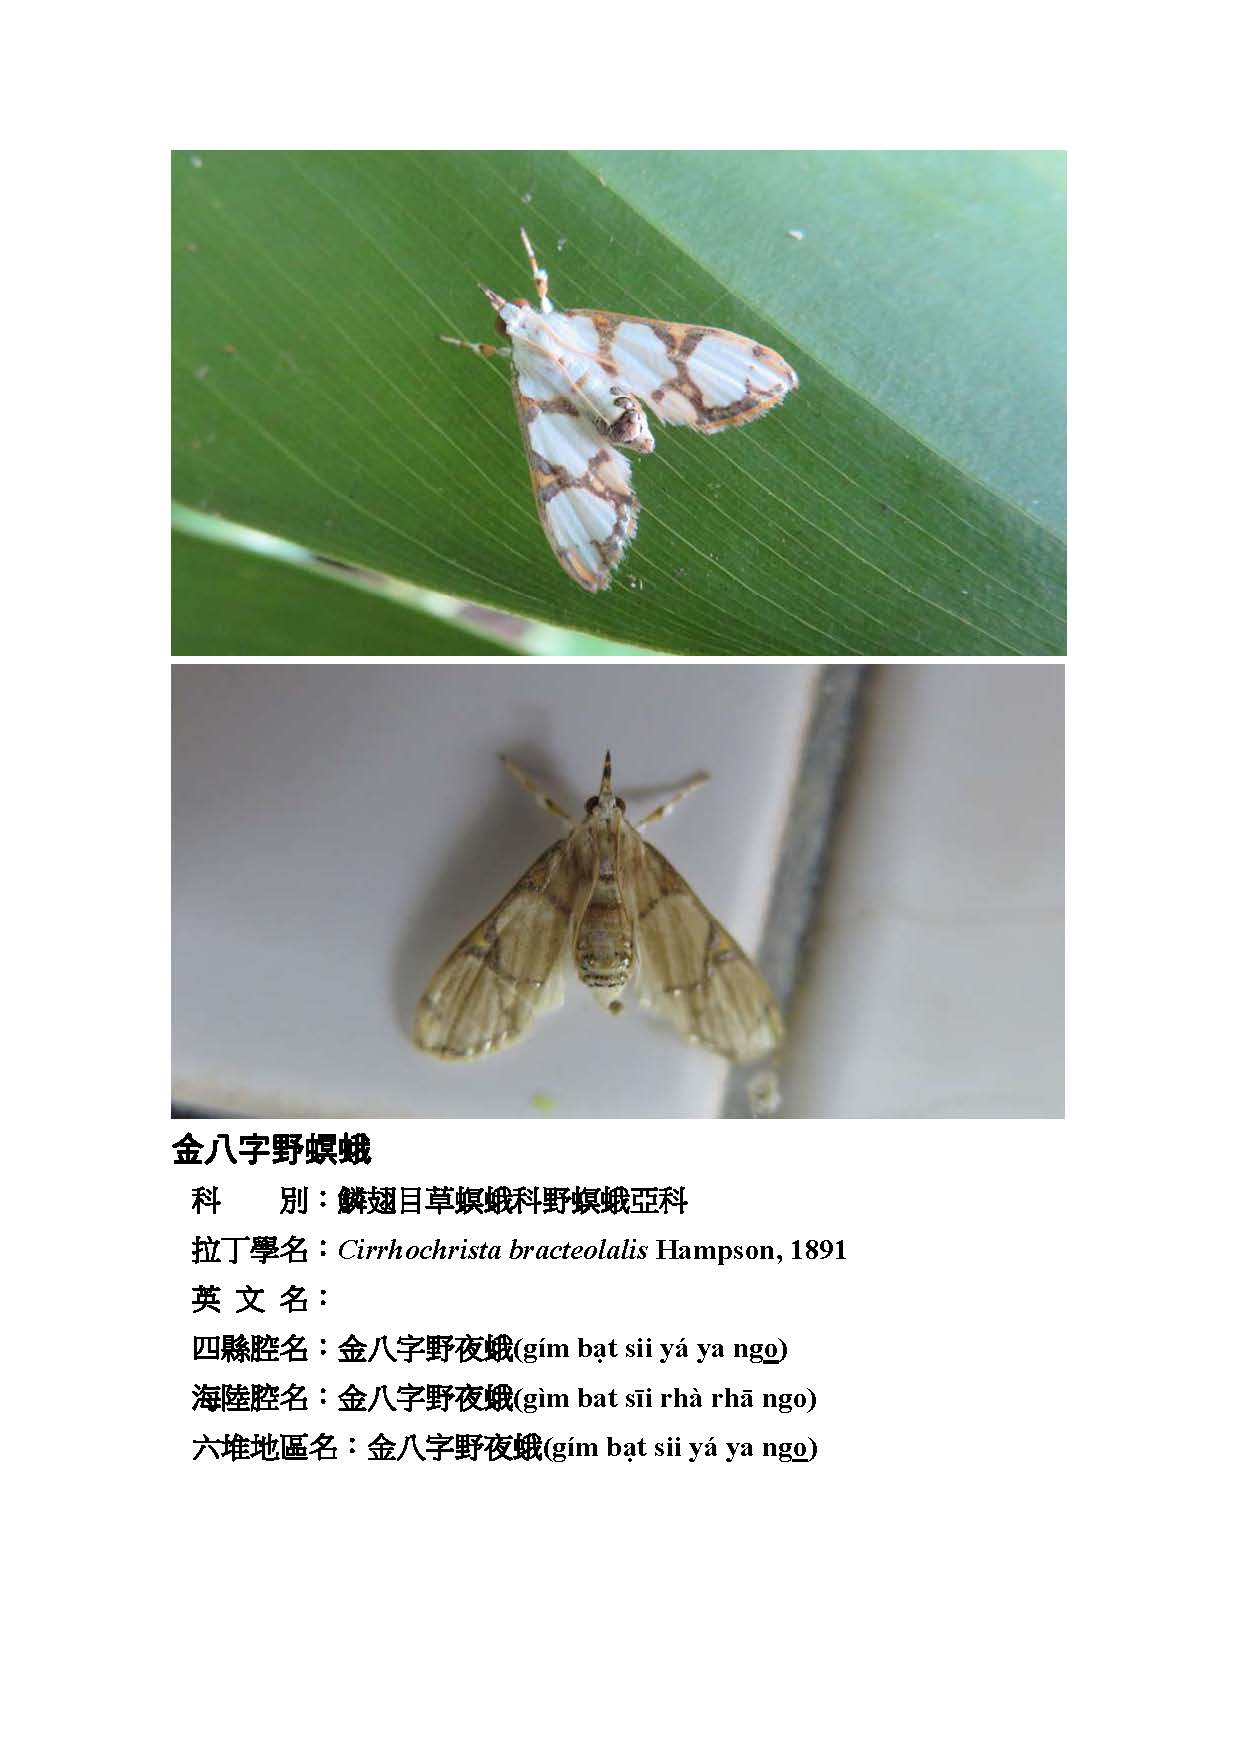 金八字野螟蛾
科　　別：鱗翅目草螟蛾科野螟蛾亞科
拉丁學名：Cirrhochrista bracteolalis Hampson, 1891
英 文 名：
四縣腔名：金八字野夜蛾(gím bạt sii yá ya ngo̲)
海陸腔名：金八字野夜蛾(gìm bat sīi rhà rhā ngo)
六堆地區名：金八字野夜蛾(gím bạt sii yá ya ngo̲)